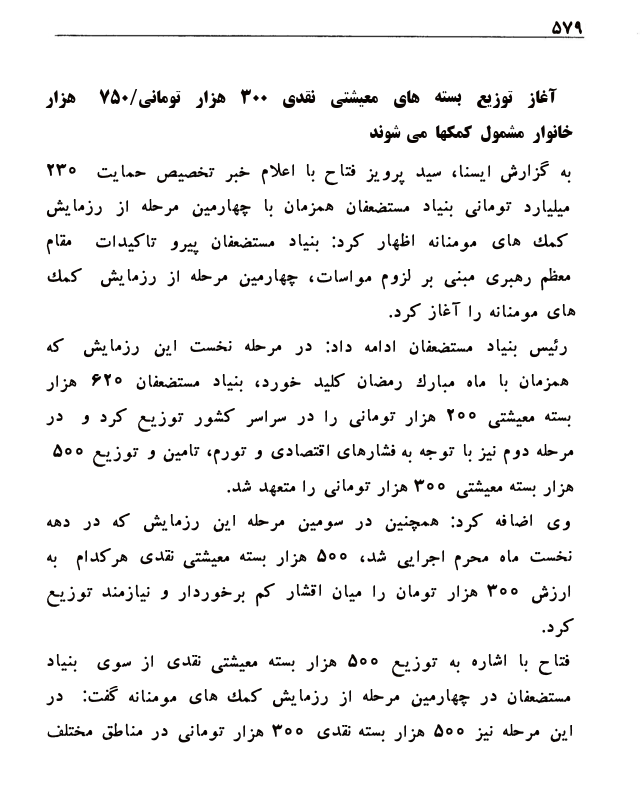 ۵۷۹
آغاز توزیع بسته های معیشتی نقدی ۳۰۰ هزار تومانی/۷۵۰ هزار
خانوار مشمول کمکها می شوند
به گزارش ایسنا، سید پرویز فتاح با اعلام خبر تخصیص حمایت ۲۳۰
میلیارد تومانی بنیاد مستضعفان همزمان با چهارمین مرحله از رزمایش
کمك های مومنانه اظهار کرد: بنیاد مستضعفان پیرو تاکیدات مقام
معظم رهبری مبنی بر لزوم مواسات، چهارمین مرحله از رزمایش کمك
های مومنانه را آغاز کرد.
رئیس بنیاد مستضعفان ادامه داد: در مرحله نخست این رزمایش که
همزمان با ماه مبارك رمضان کلید خورد، بنیاد مستضعفان ۶۲۰ هزار
بسته معیشتی ۲۰۰ هزار تومانی را در سراسر کشور توزیع کرد و در
مرحله دوم نیز با توجه به فشارهای اقتصادی و تورم، تامین و توزیع ۵۰۰
هزار بسته معیشتی ۳۰۰ هزار تومانی را متعهد شد.
وی اضافه کرد: همچنین در سومین مرحله این رزمایش که در دهه
نخست ماه محرم اجرایی شد، ۵۰۰ هزار بسته معیشتی نقدی هرکدام به
ارزش ۳۰۰ هزار تومان را میان اقشار کم برخوردار و نیازمند توزیع
کرد.
فتاح با اشاره به توزیع ۵۰۰ هزار بسته معیشتی نقدی از سوی بنیاد
مستضعفان در چهارمین مرحله از رزمایش کمك های مومنانه گفت: در
این مرحله نیز ۵۰۰ هزار بسته نقدی ۳۰۰ هزار تومانی در مناطق مختلف